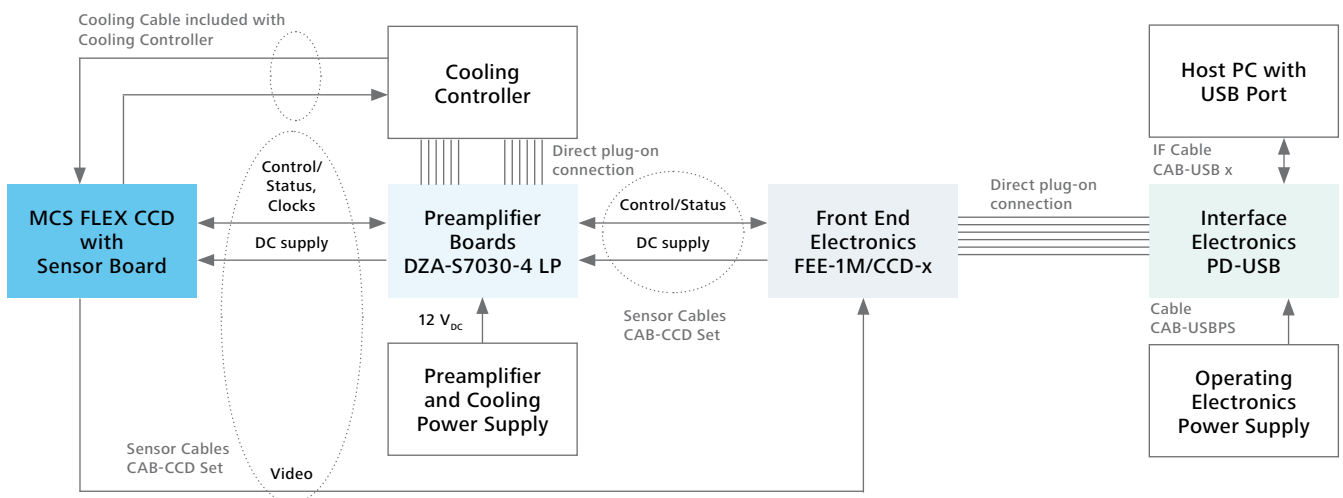 Cooling Cable included with
Cooling Controller
Cooling
Controller
Host PC with
USB Port
Direct plug-on
connection
IF Cable
CAB-USB x
Control/
Status,
Clocks
DC supply
MCS FLEX CCD
with
Sensor Board
Preamplifier
Boards
DZA-S7030-4 LP
Control/Status
DC supply
Front End
Electronics
FEE-1M/CCD-x
Direct plug-on
connection
Interface
Electronics
PD-USB
12 VDC
Sensor Cables
CAB-CCD Set
Cable
CAB-USBPS
Preamplifier
and Cooling
Power Supply
Operating
Electronics
Power Supply
Sensor Cables
CAB-CCD Set
Video